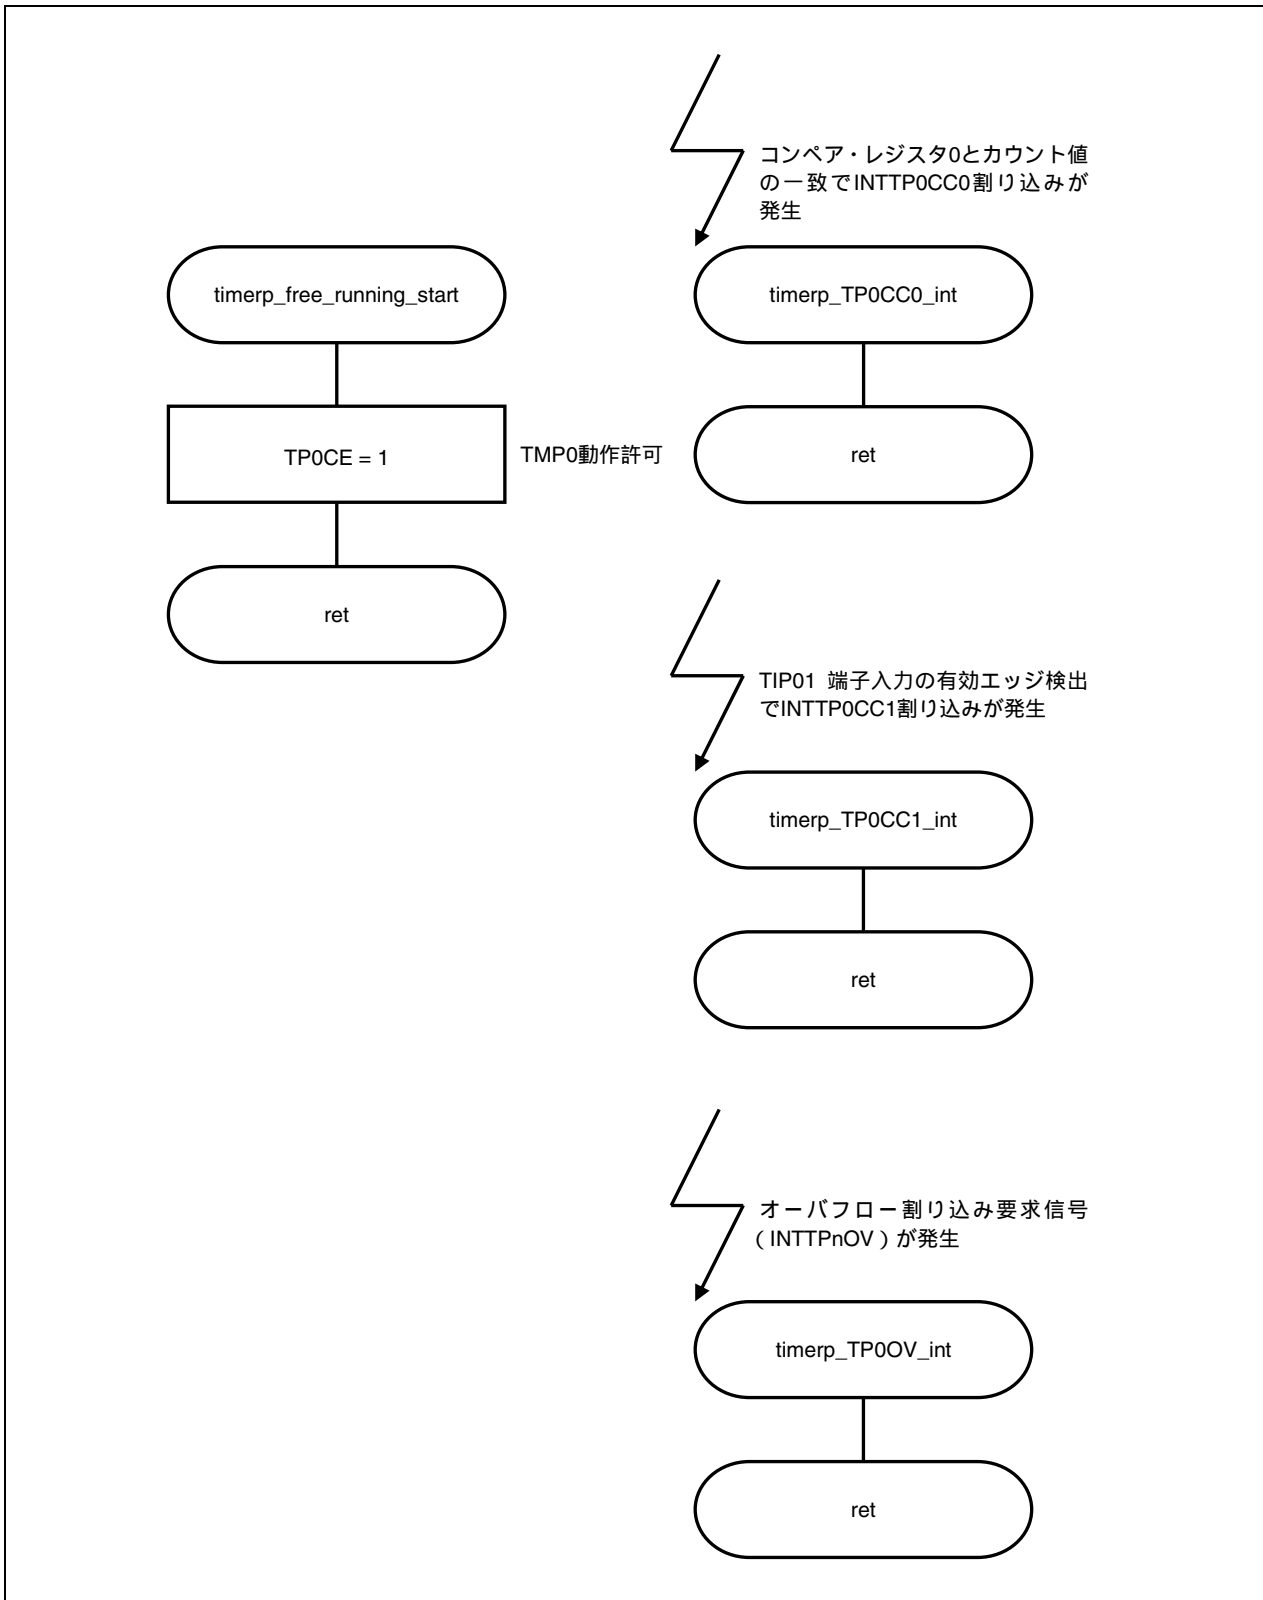 コンペア・レジスタ0とカウント値
の一致でINTTP0CC0割り込みが
発生
timerp_free_running_start
timerp_TP0CC0_int
TP0CE = 1
TMP0動作許可
ret
ret
TIP01 端子入力の有効エッジ検出
でINTTP0CC1割り込みが発生
timerp_TP0CC1_int
ret
オーバフロー割り込み要求信号
（INTTPnOV）が発生
timerp_TP0OV_int
ret